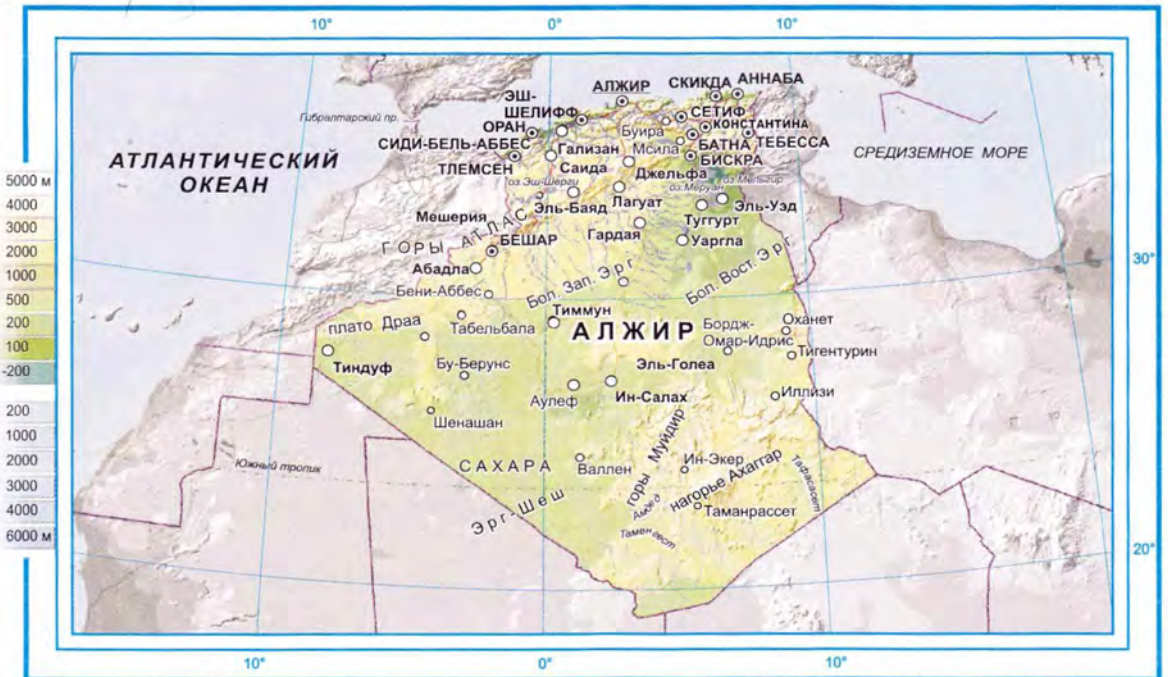 10°
0°
10°
АТЛАНТИЧЕСКИЙ
ОКЕАН
Гибралтарский пр.
СРЕДИЗЕМНОЕ МОРЕ
АЛЖИР
СКИКДА
АННАБА
ЭШ-
ШЕЛИФФ
ОРАН
СИДИ-БЕЛЬ-АББЕС
ТЛЕМСЕН
СЕТИФ
КОНСТАНТИНА
Буира
Мсила
БАТНА
ТЕБЕССА
БИСКРА
Гализан
Саида
Джельфа
оз.Эш-Шерги
оз.Меруан
оз.Мельгир
Мешерия
Эль-Баяд
Лагуат
Эль-Уэд
Туггурт
ГОРЫ АТЛАС
БЕШАР
Гардая
Уаргла
Абадла
Бени-Аббес
Бол. Зап. Эрг
Бол. Вост. Эрг
плато Драа
Табельбала
Тиммун
АЛЖИР
Бордж-
Омар-Идрис
Оханет
Тигентурин
Тиндуф
Бу-Берунс
Эль-Голеа
Аулеф
Ин-Салах
Иллизи
Шенашан
Южный тропик
САХАРА
Валлен
горы Муйдир
Ин-Экер
нагорье Ахаггар
Тафасасет
Эрг-Шеш
Амдед
Таманрассет
Таменгест
5000 м
4000
3000
2000
1000
500
200
100
-200
200
1000
2000
3000
4000
6000 м
30°
20°
10°
0°
10°